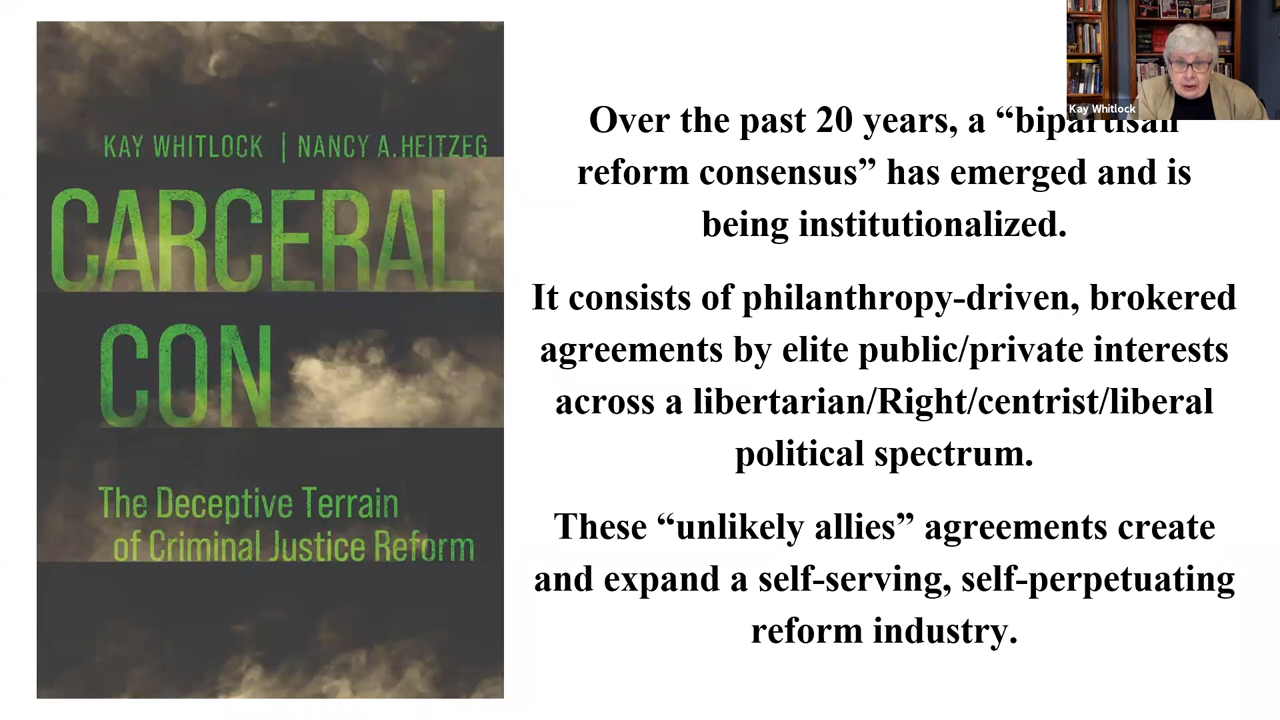 KAY WHITLOCK | NANCY A. HEITZEG
CARCERAL
CON
The Deceptive Terrain
of Criminal Justice Reform
Kay Whitlock
Over the past 20 years, a “bipartisan
reform consensus” has emerged and is
being institutionalized.
It consists of philanthropy-driven, brokered
agreements by elite public/private interests
across a libertarian/Right/centrist/liberal
political spectrum.
These “unlikely allies” agreements create
and expand a self-serving, self-perpetuating
reform industry.